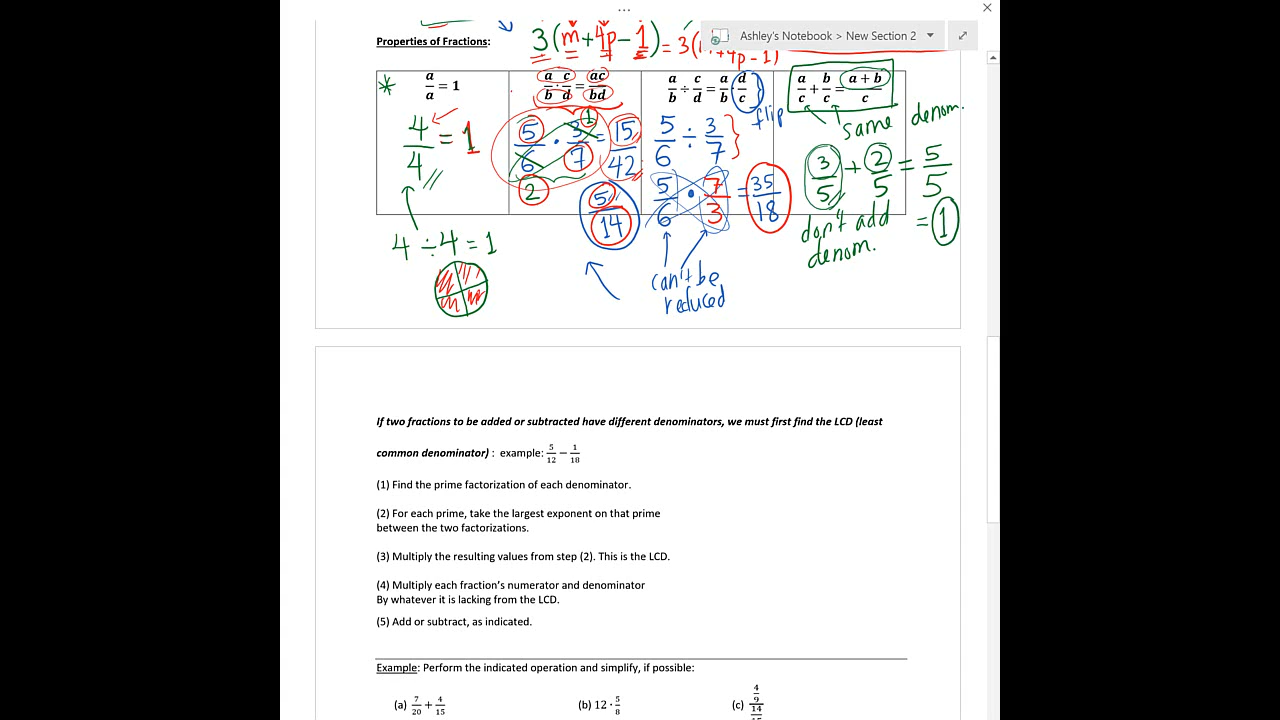 ...
Ashley's Notebook > New Section 2
3(m+4p-1) = 3(m+4p-1)
Properties of Fractions:
* a/a = 1
a/b · c/d = ac/bd
a/b ÷ c/d = a/b · d/c } flip
a/c + b/c = a+b/c
same denom.
4/4 = 1
4 ÷ 4 = 1
5/6 · 3/7 = 15/42
1
2
5/14
5/6 ÷ 3/7 }
5/6 · 7/3 = 35/18
can't be
reduced
3/5 + 2/5 = 5/5
= 1
don't add
denom.
If two fractions to be added or subtracted have different denominators, we must first find the LCD (least
common denominator) : example: 5/12 − 1/18
(1) Find the prime factorization of each denominator.
(2) For each prime, take the largest exponent on that prime
between the two factorizations.
(3) Multiply the resulting values from step (2). This is the LCD.
(4) Multiply each fraction's numerator and denominator
By whatever it is lacking from the LCD.
(5) Add or subtract, as indicated.
Example: Perform the indicated operation and simplify, if possible:
(a) 7/20 + 4/15 (b) 12 · 5/8 (c) 4/9